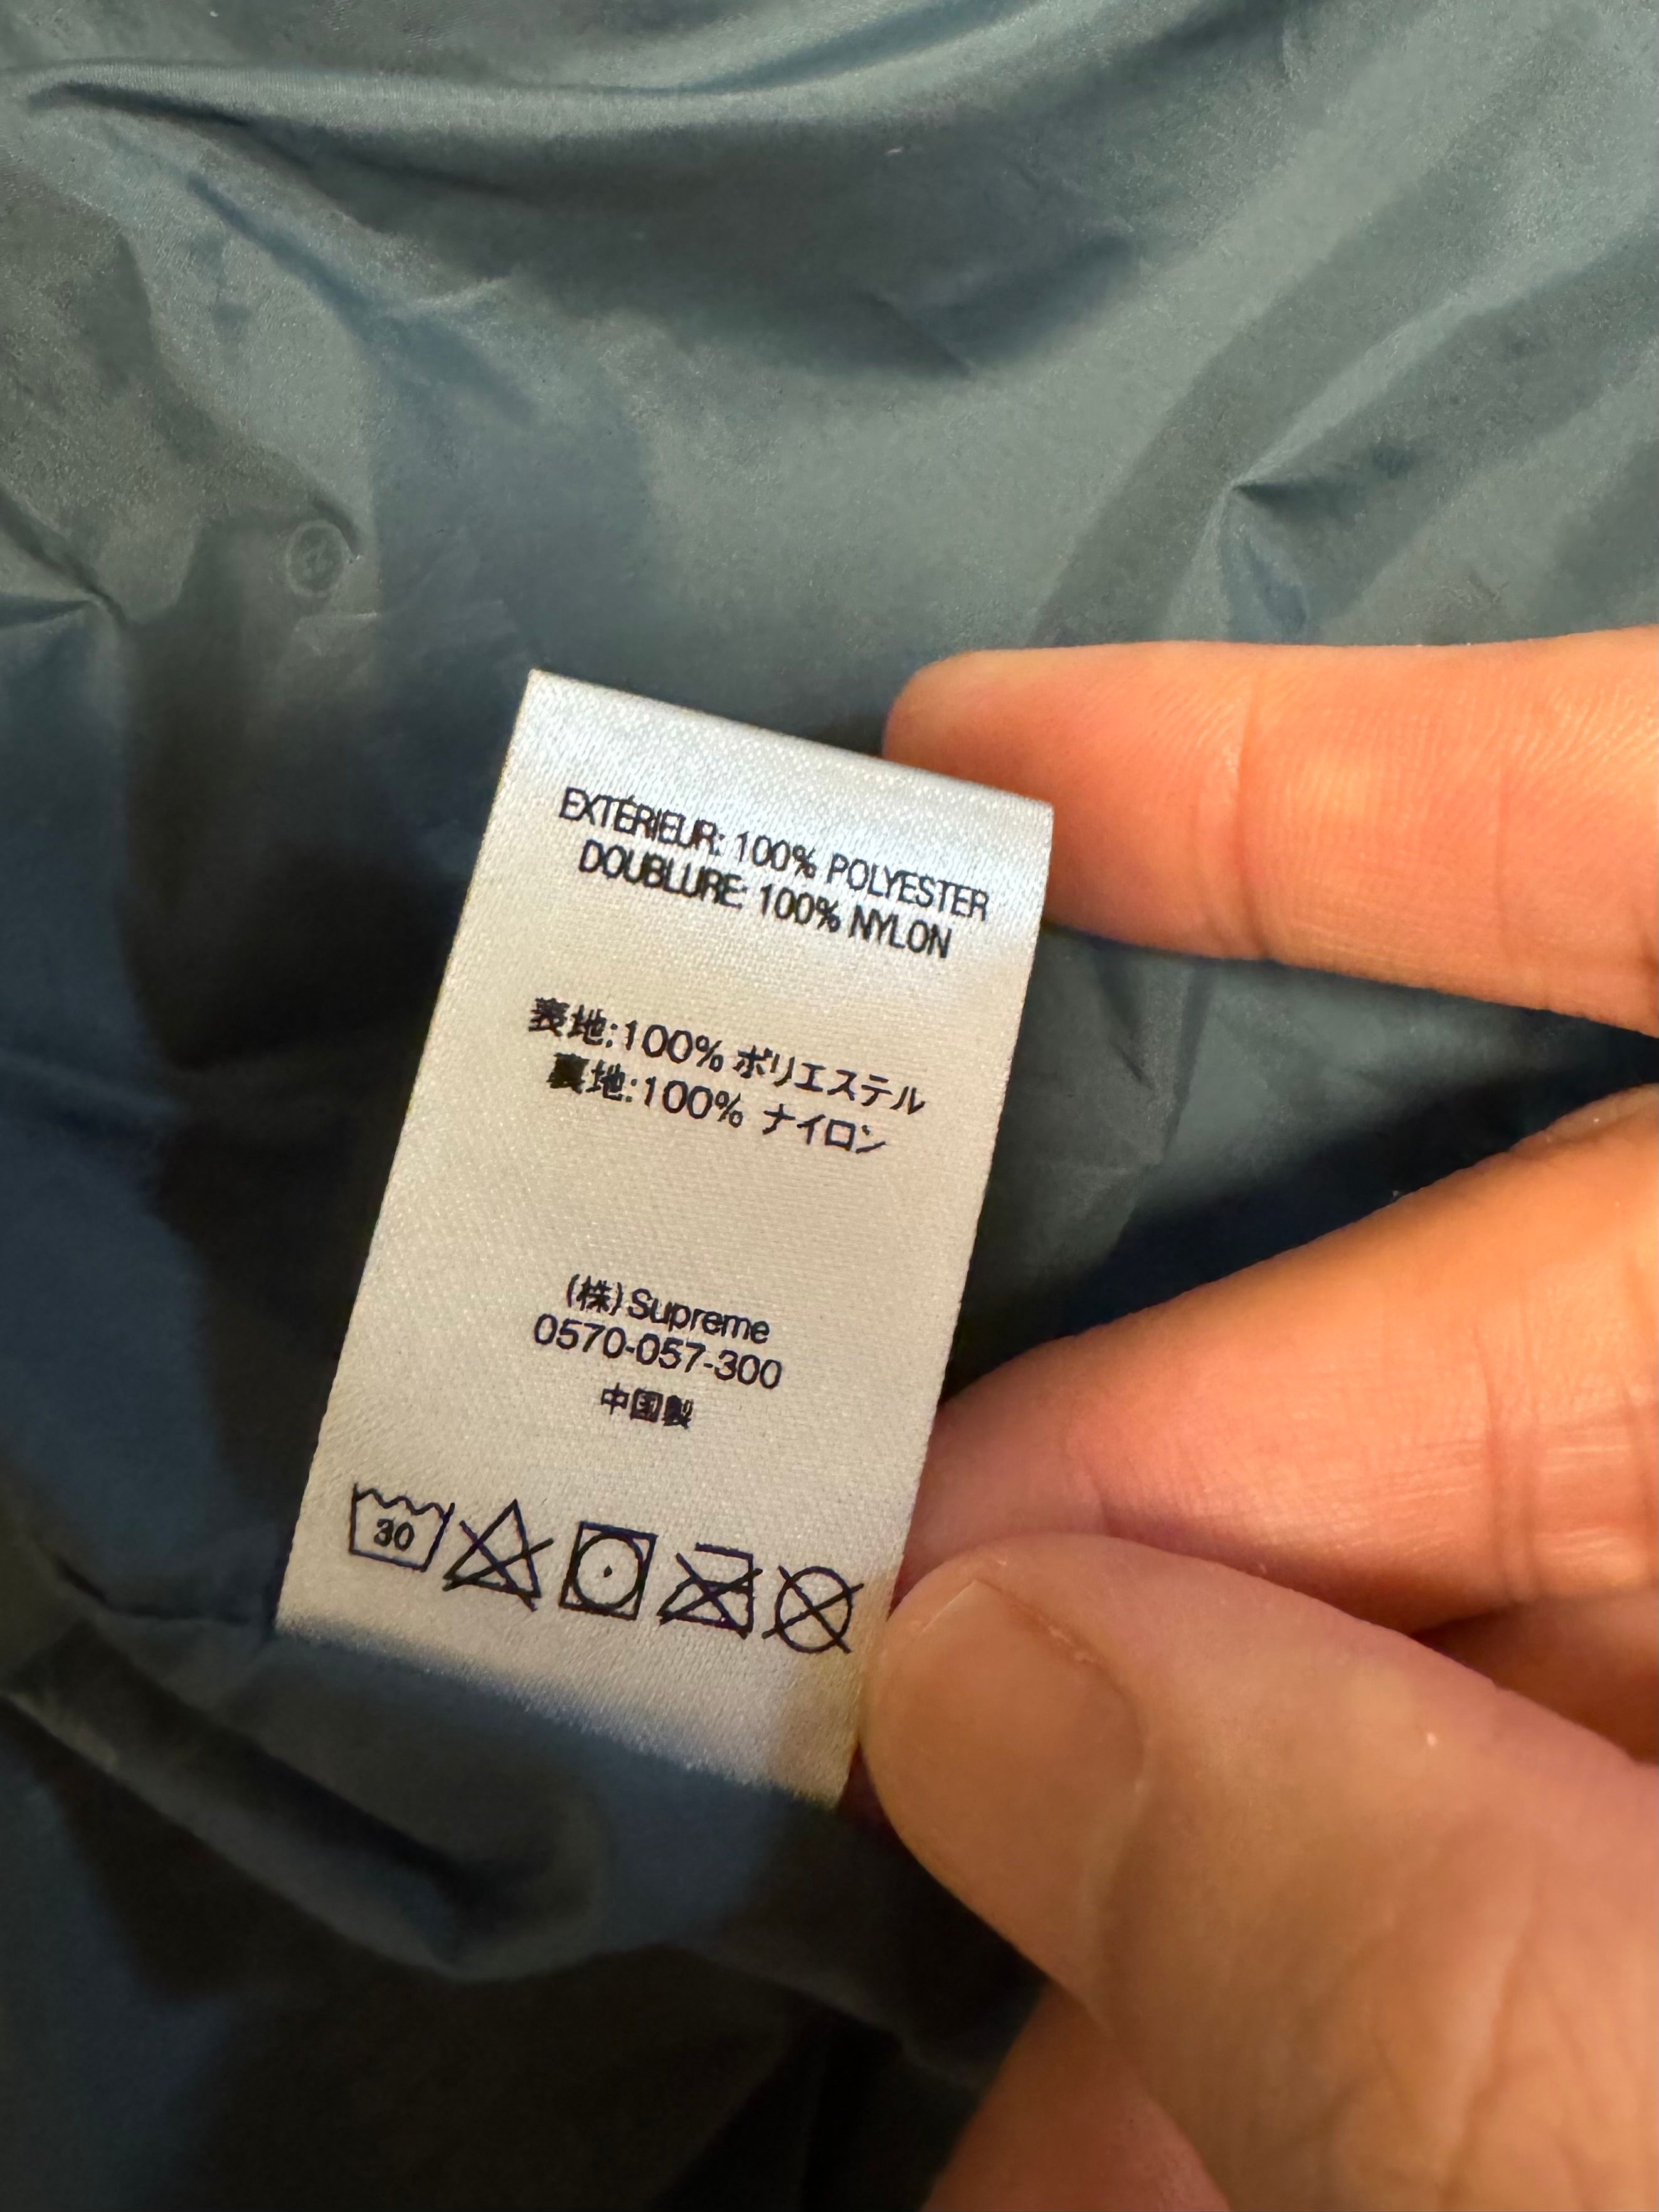 EXTÉRIEUR: 100% POLYESTER
DOUBLURE: 100% NYLON
表地:100% ポリエステル
裏地:100% ナイロン
(株)Supreme
0570-057-300
中国製
30